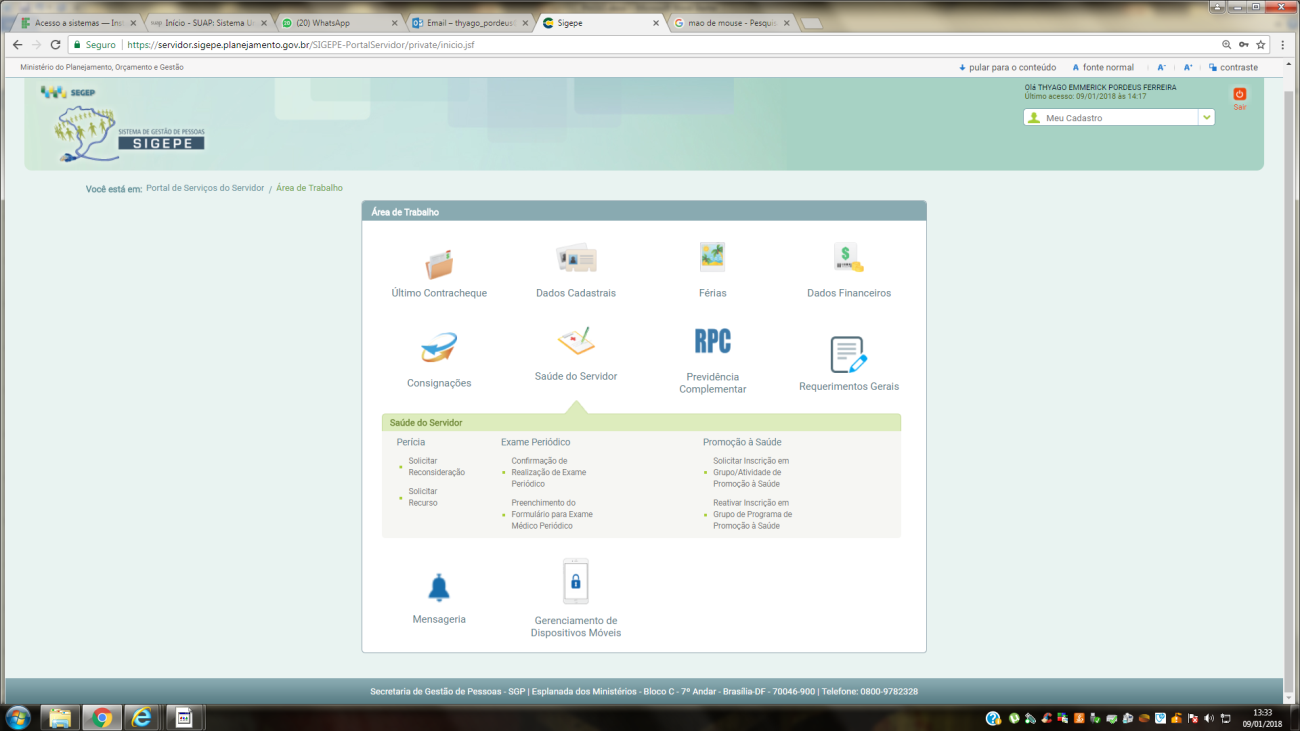 Acesso a sistemas — Inst
suap Início - SUAP: Sistema U
(20) WhatsApp
Email – thyago_pordeus
Sigepe
mao de mouse - Pesquis
Seguro | https://servidor.sigepe.planejamento.gov.br/SIGEPE-PortalServidor/private/inicio.jsf
Ministério do Planejamento, Orçamento e Gestão
pular para o conteúdo
A fonte normal
A-
A+
contraste
SEGEP
SISTEMA DE GESTÃO DE PESSOAS
SIGEPE
Olá THYAGO EMMERICK PORDEUS FERREIRA
Último acesso: 09/01/2018 às 14:17
Sair
Meu Cadastro
Você está em: Portal de Serviços do Servidor / Área de Trabalho
Área de Trabalho
Último Contracheque
Dados Cadastrais
Férias
Dados Financeiros
RPC
Consignações
Saúde do Servidor
Previdência
Complementar
Requerimentos Gerais
Saúde do Servidor
Perícia
Solicitar
Reconsideração
Solicitar
Recurso
Exame Periódico
Confirmação de
Realização de Exame
Periódico
Preenchimento do
Formulário para Exame
Médico Periódico
Promoção à Saúde
Solicitar Inscrição em
Grupo/Atividade de
Promoção à Saúde
Reativar Inscrição em
Grupo de Programa de
Promoção à Saúde
Mensageria
Gerenciamento de
Dispositivos Móveis
Secretaria de Gestão de Pessoas - SGP | Esplanada dos Ministérios - Bloco C - 7º Andar - Brasília-DF - 70046-900 | Telefone: 0800-9782328
13:33
09/01/2018